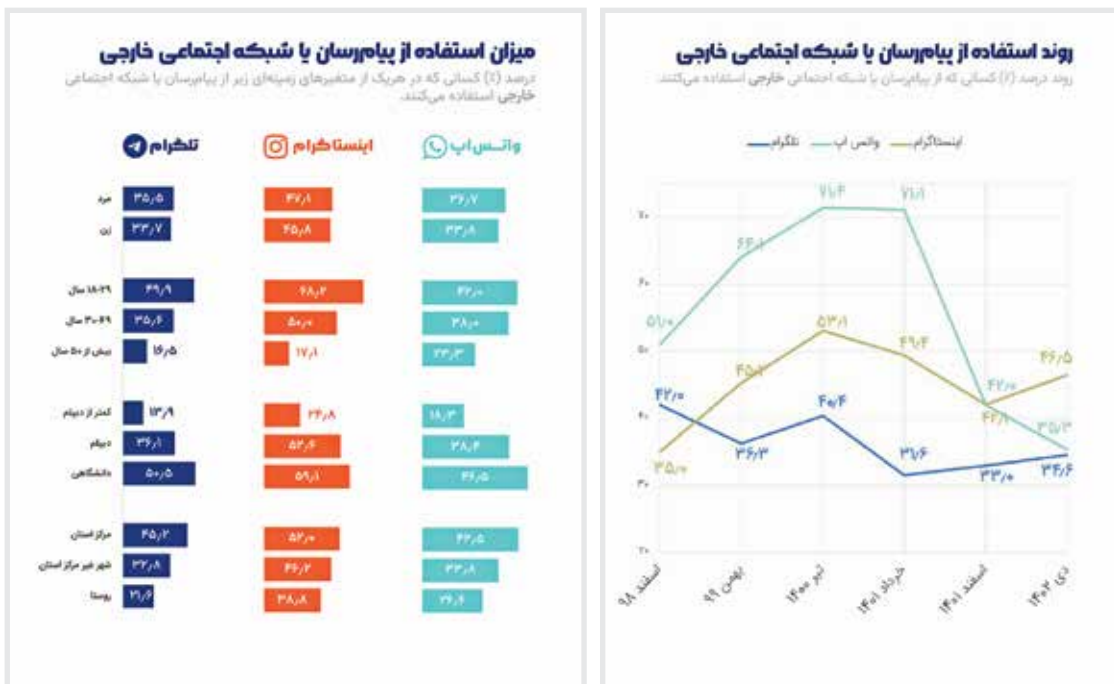 روند استفاده از پیام‌رسان یا شبکه اجتماعی خارجی
روند درصد (٪) کسانی که از پیام‌رسان یا شبکه اجتماعی خارجی استفاده می‌کنند.
اینستاگرام واتس اپ تلگرام
۷۰
۶۰
۵۰
۴۰
۳۰
۲۰
۵۱٫۰ ۶۴٫۱ ۷۱٫۴ ۷۱٫۱ ۴۲٫۰ ۳۵٫۳
۳۵٫۰ ۴۵٫۲ ۵۳٫۱ ۴۹٫۴ ۴۲٫۱ ۴۶٫۵
۴۲٫۰ ۳۶٫۳ ۴۰٫۴ ۳۱٫۶ ۳۳٫۰ ۳۴٫۶
اسفند ۹۸ بهمن ۹۹ تیر ۱۴۰۰ خرداد ۱۴۰۱ اسفند ۱۴۰۱ دی ۱۴۰۲
میزان استفاده از پیام‌رسان یا شبکه اجتماعی خارجی
درصد (٪) کسانی که در هریک از متغیرهای زمینه‌ای زیر از پیام‌رسان یا شبکه اجتماعی
خارجی استفاده می‌کنند.
واتس‌اپ اینستاگرام تلگرام
۳۶٫۷ ۴۷٫۱ ۳۵٫۵ مرد
۳۳٫۸ ۴۵٫۸ ۳۳٫۷ زن
۴۲٫۰ ۶۸٫۲ ۴۹٫۹ ۱۸-۲۹ سال
۳۸٫۰ ۵۰٫۰ ۳۵٫۶ ۳۰-۴۹ سال
۲۳٫۳ ۱۷٫۱ ۱۶٫۵ بیش از ۵۰ سال
۱۸٫۳ ۲۴٫۸ ۱۳٫۹ کمتر از دیپلم
۳۸٫۴ ۵۲٫۶ ۳۶٫۱ دیپلم
۴۶٫۵ ۵۹٫۱ ۵۰٫۵ دانشگاهی
۴۲٫۵ ۵۲٫۰ ۴۵٫۲ مرکز استان
۳۳٫۸ ۴۶٫۲ ۳۲٫۸ شهر غیر مرکز استان
۲۶٫۶ ۳۸٫۸ ۲۱٫۶ روستا